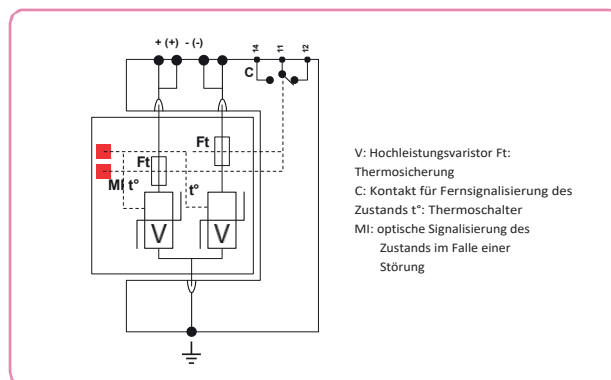 + (+) - (-)
14 11 12
C
Ft
Ft
MI t°
t°
V V
V: Hochleistungsvaristor Ft:
Thermosicherung
C: Kontakt für Fernsignalisierung des
Zustands t°: Thermoschalter
MI: optische Signalisierung des
Zustands im Falle einer
Störung